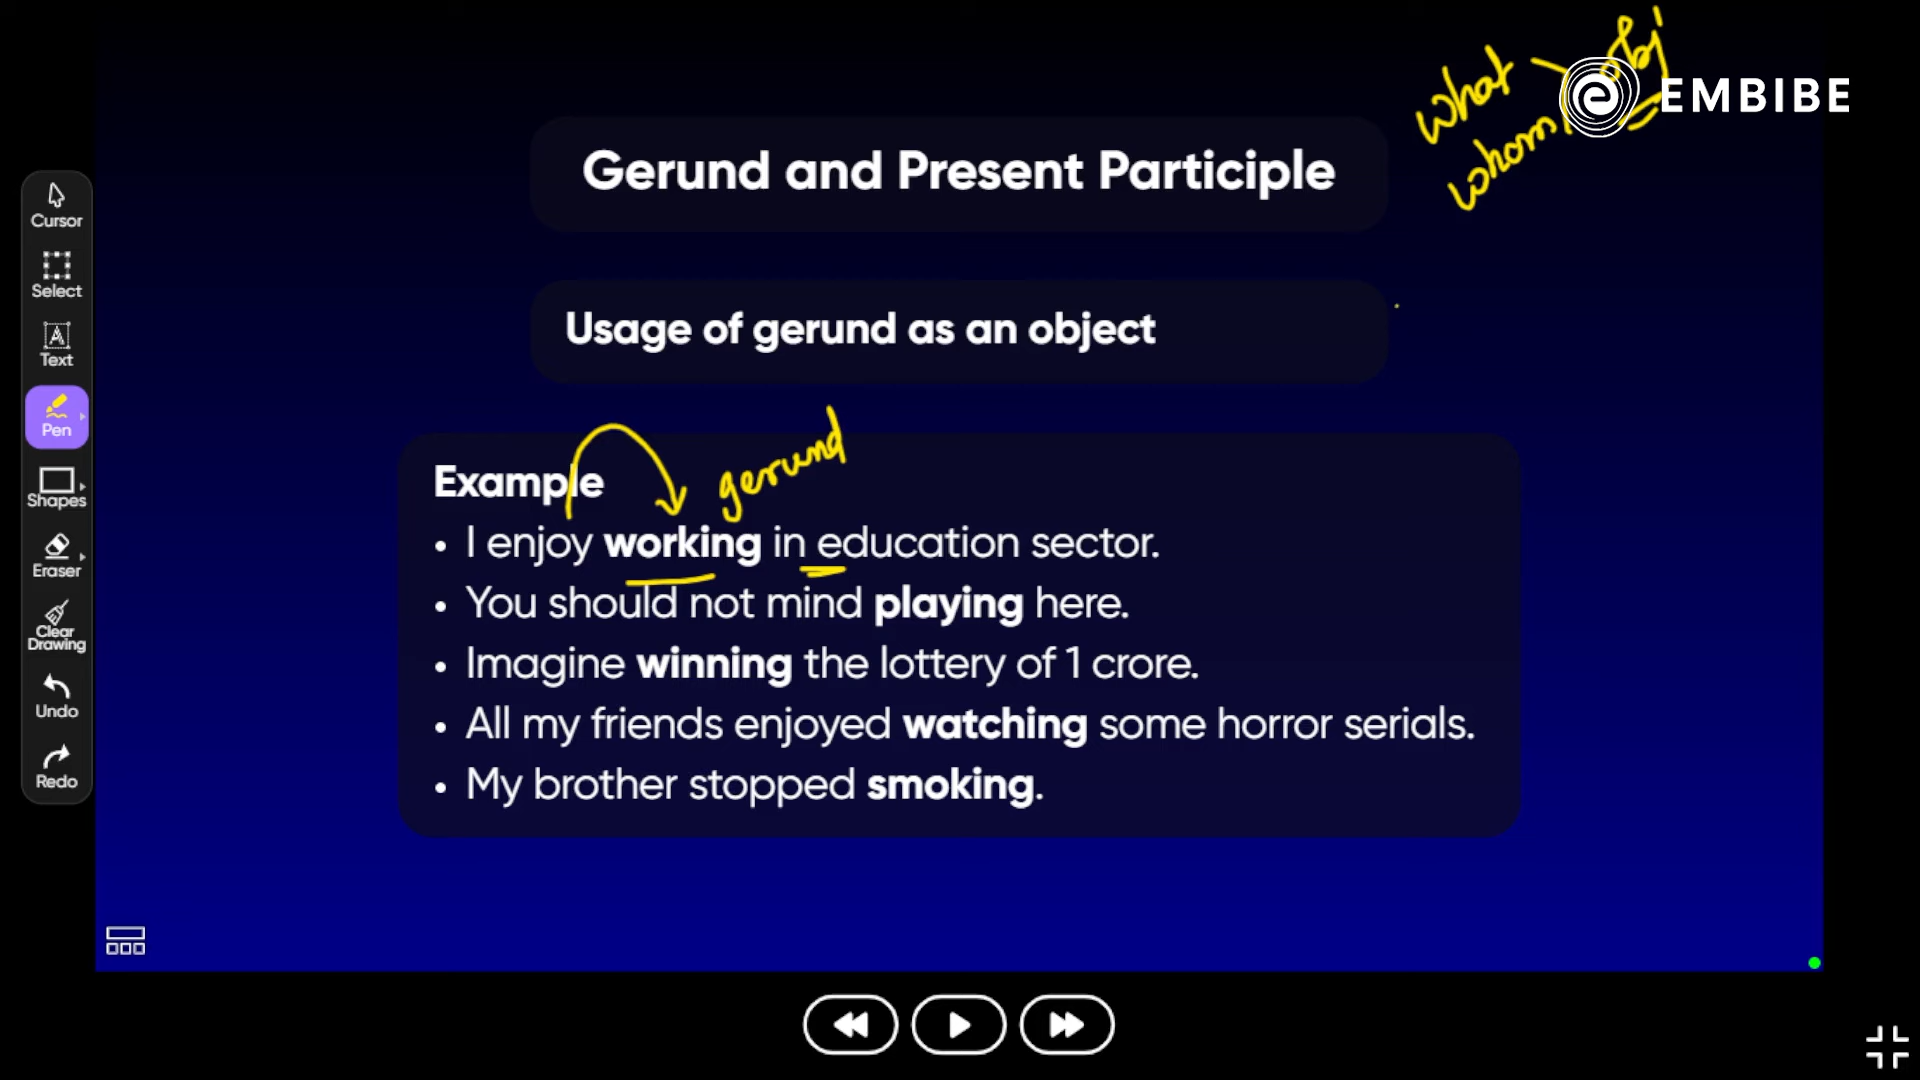 what obj
whom
EMBIBE
Gerund and Present Participle
Usage of gerund as an object
gerund
Example
• I enjoy working in education sector.
• You should not mind playing here.
• Imagine winning the lottery of 1 crore.
• All my friends enjoyed watching some horror serials.
• My brother stopped smoking.
Cursor
Select
Text
Pen
Shapes
Eraser
Clear
Drawing
Undo
Redo